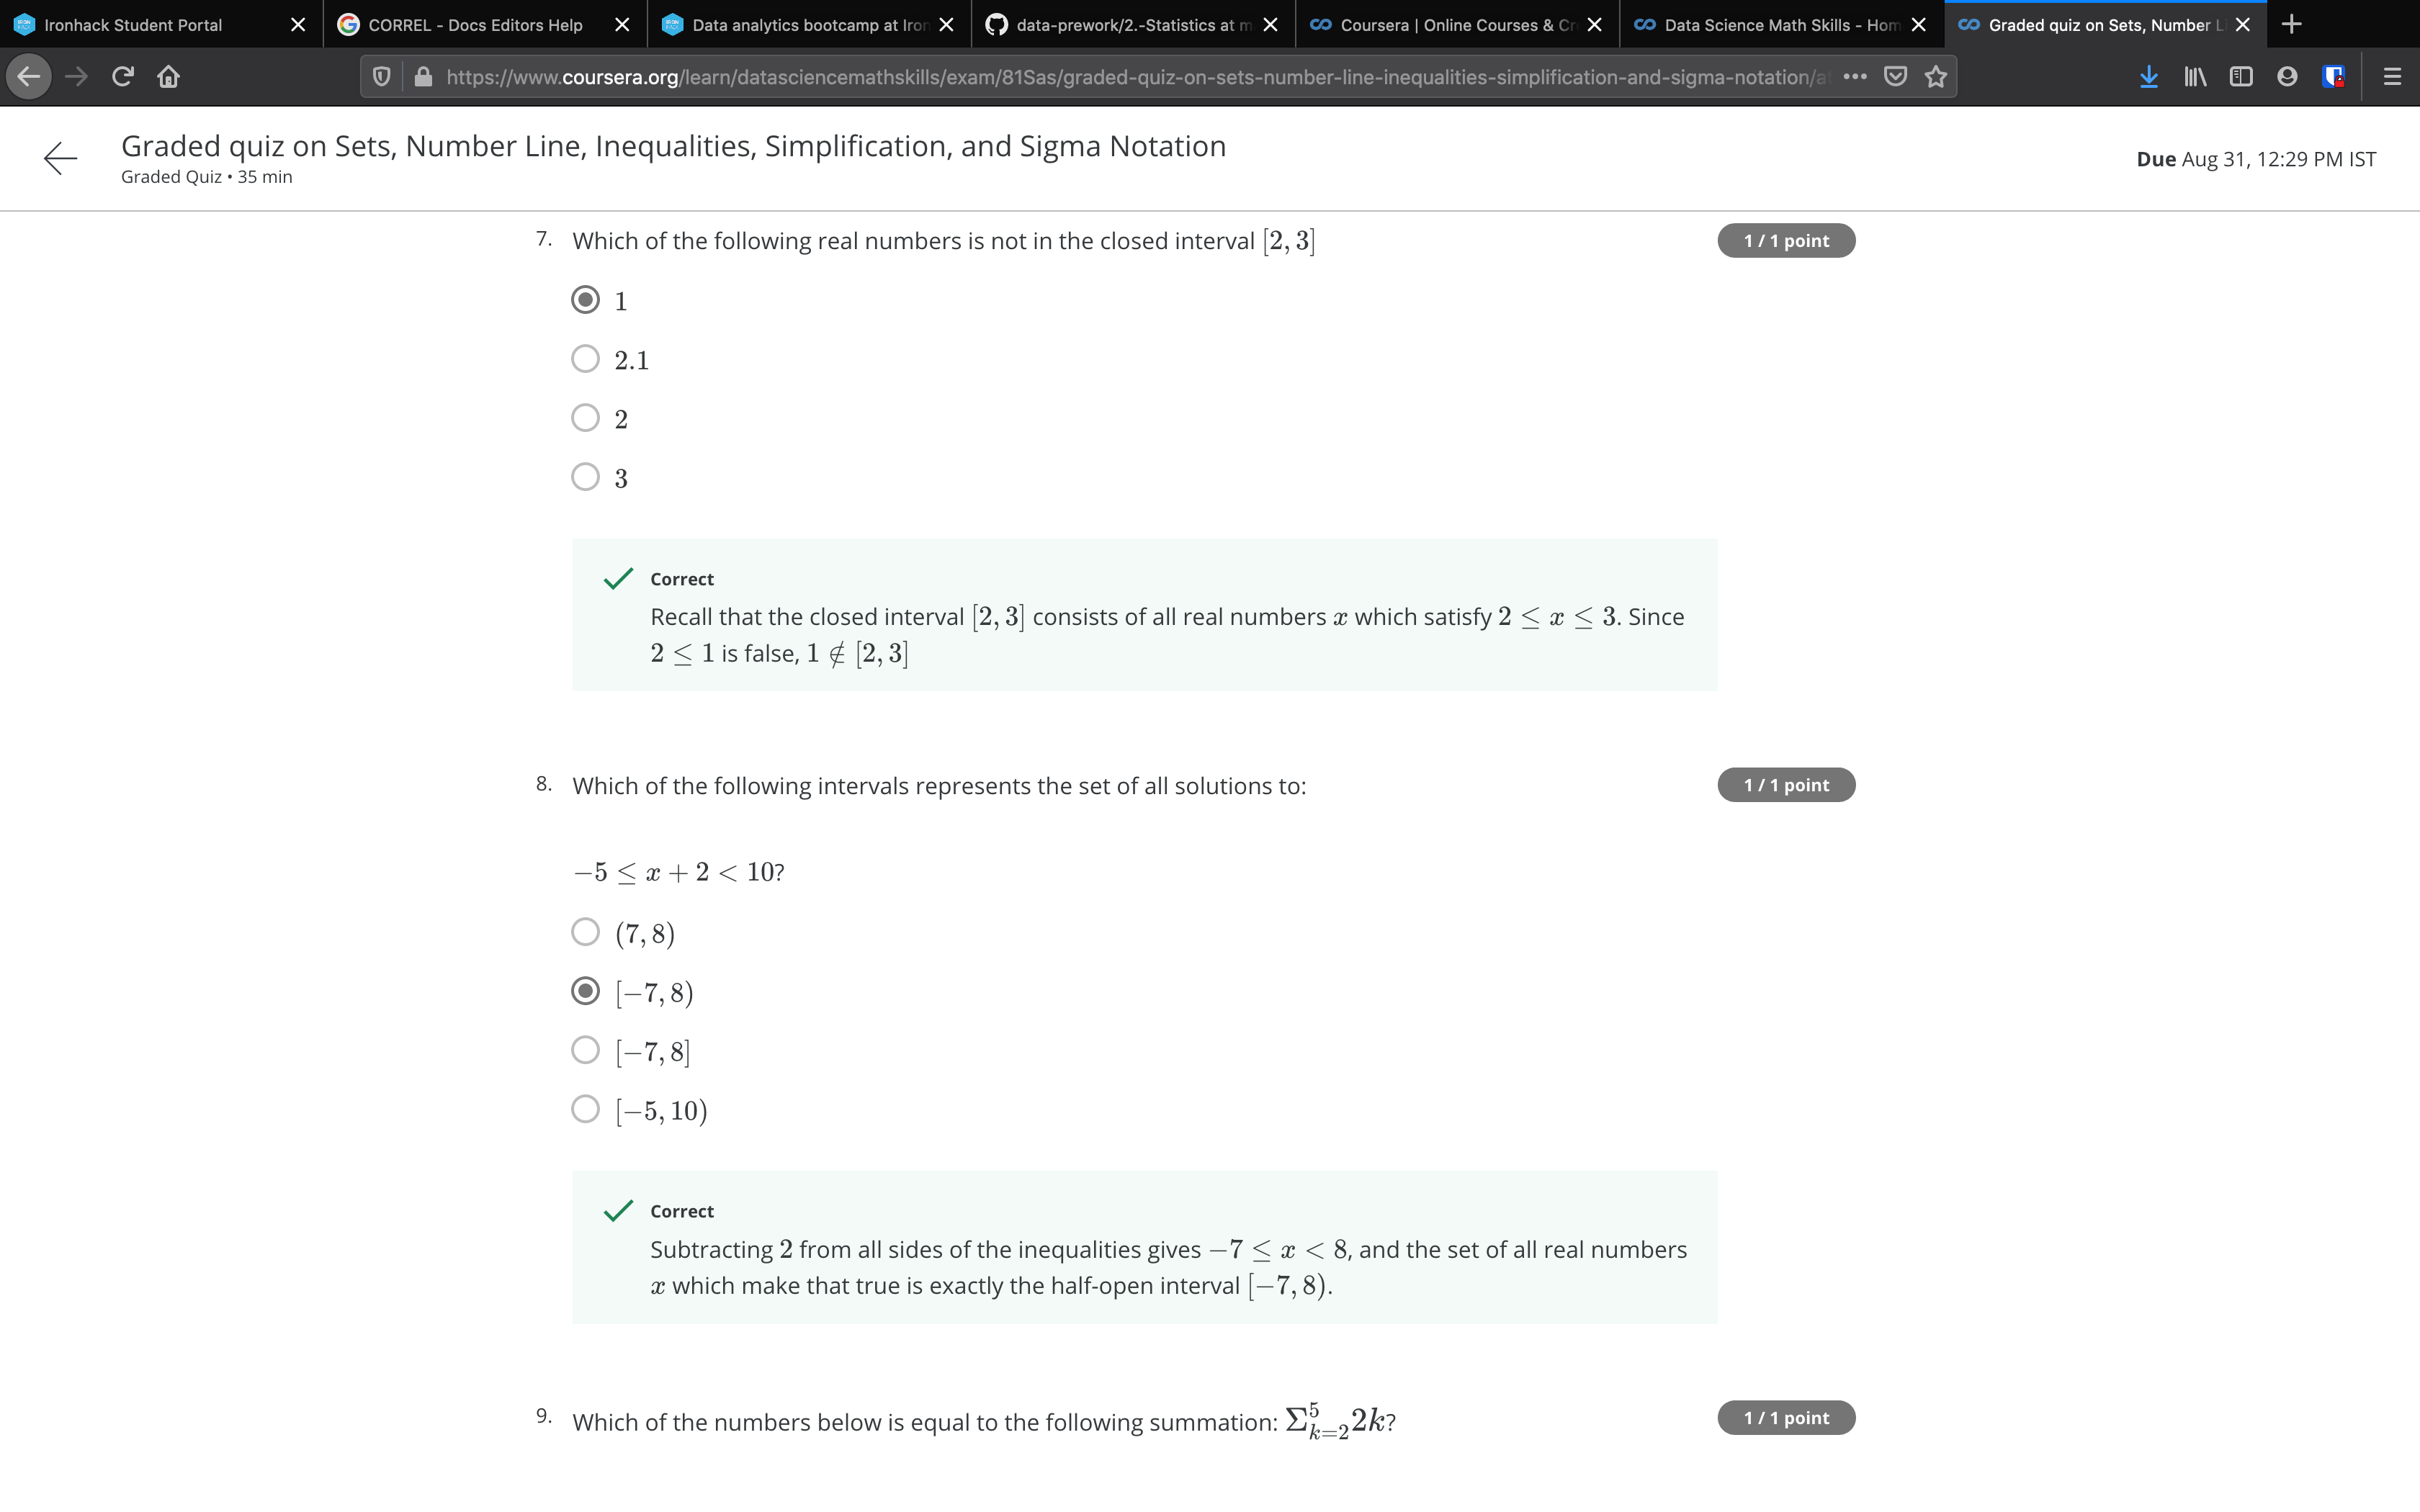 Ironhack Student Portal
CORREL - Docs Editors Help
Data analytics bootcamp at Iron
data-prework/2.-Statistics at m
Coursera | Online Courses & Cr
Data Science Math Skills - Hom
Graded quiz on Sets, Number L
https://www.coursera.org/learn/datasciencemathskills/exam/81Sas/graded-quiz-on-sets-number-line-inequalities-simplification-and-sigma-notation/at
Graded quiz on Sets, Number Line, Inequalities, Simplification, and Sigma Notation
Graded Quiz • 35 min
Due Aug 31, 12:29 PM IST
7. Which of the following real numbers is not in the closed interval [2, 3]
1 / 1 point
1
2.1
2
3
Correct
Recall that the closed interval [2, 3] consists of all real numbers x which satisfy 2 ≤ x ≤ 3. Since
2 ≤ 1 is false, 1 ∉ [2, 3]
8. Which of the following intervals represents the set of all solutions to:
1 / 1 point
−5 ≤ x + 2 < 10?
(7, 8)
[−7, 8)
[−7, 8]
[−5, 10)
Correct
Subtracting 2 from all sides of the inequalities gives −7 ≤ x < 8, and the set of all real numbers
x which make that true is exactly the half-open interval [−7, 8).
9. Which of the numbers below is equal to the following summation: Σ⁵ₖ₌₂2k?
1 / 1 point